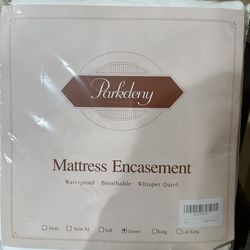 Parkdeny
Mattress Encasement
Waterproof Breathable Whisper Quiet
Twin Twin XL Full Queen King Cal King